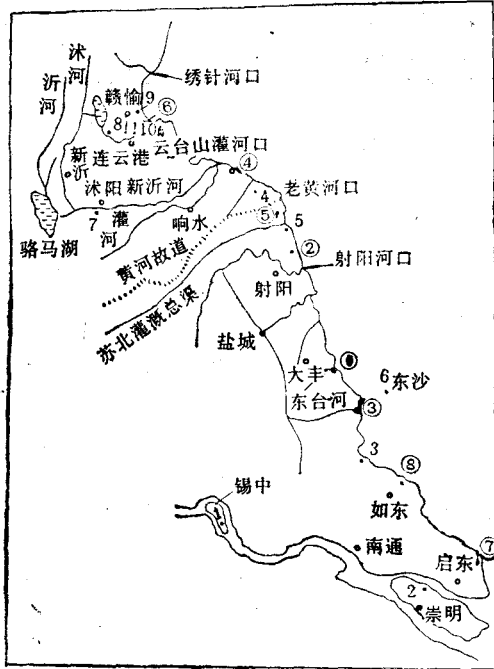 绣针河口
沭河
沂河
赣愉
9
⑥
8
11
10
云台山
灌河口
新沂
连云港
④
沭阳
新沂河
4
老黄河口
7
灌河
响水
⑤
5
骆马湖
黄河故道
②
射阳河口
射阳
苏北灌溉总渠
盐城
大丰
6
东沙
东台河
③
3
锡中
⑧
1
如东
南通
⑦
启东
2
崇明